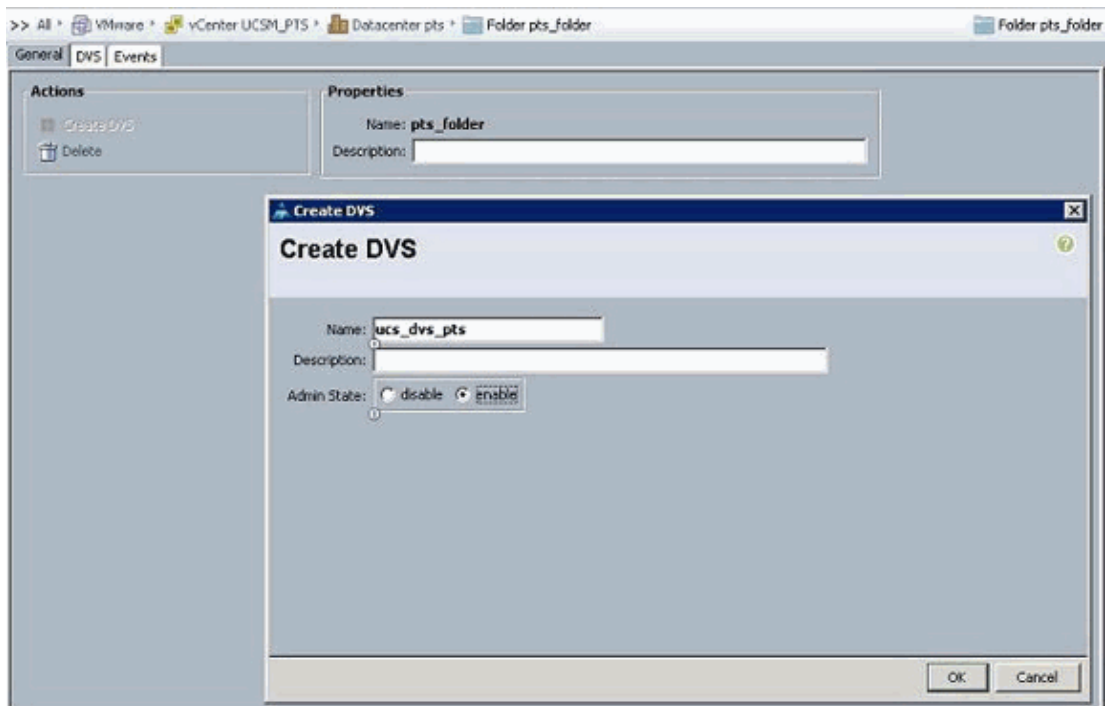 >> All VMware vCenter UCSM_PTS Datacenter pts Folder pts_folder Folder pts_folder
General DVS Events
Actions
Create DVS
Delete
Properties
Name: pts_folder
Description:
Create DVS
Create DVS
Name: ucs_dvs_pts
Description:
Admin State: disable enable
OK Cancel